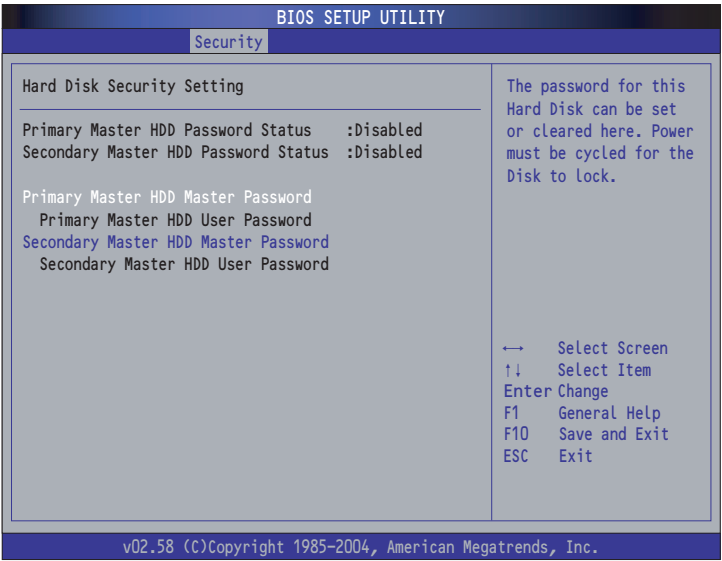 BIOS SETUP UTILITY
Security
Hard Disk Security Setting
Primary Master HDD Password Status :Disabled
Secondary Master HDD Password Status :Disabled
Primary Master HDD Master Password
Primary Master HDD User Password
Secondary Master HDD Master Password
Secondary Master HDD User Password
The password for this
Hard Disk can be set
or cleared here. Power
must be cycled for the
Disk to lock.
←→ Select Screen
↑↓ Select Item
Enter Change
F1 General Help
F10 Save and Exit
ESC Exit
v02.58 (C)Copyright 1985-2004, American Megatrends, Inc.